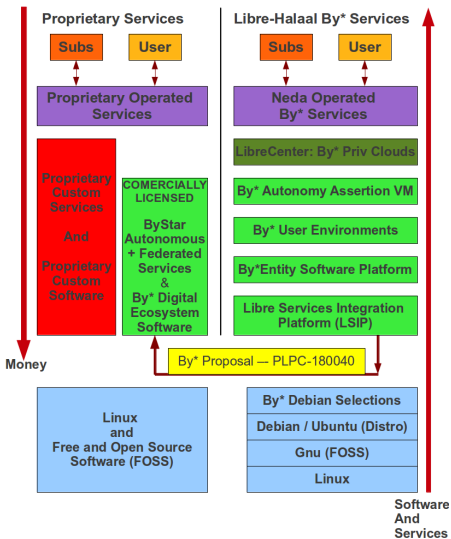 Proprietary Services
Subs
User
Proprietary Operated
Services
Proprietary
Custom
Services
And
Proprietary
Custom
Software
COMERCIALLY
LICENSED
ByStar
Autonomous
+ Federated
Services
&
By* Digital
Ecosystem
Software
Money
Linux
and
Free and Open Source
Software (FOSS)
Libre-Halaal By* Services
Subs
User
Neda Operated
By* Services
LibreCenter: By* Priv Clouds
By* Autonomy Assertion VM
By* User Environments
By*Entity Software Platform
Libre Services Integration
Platform (LSIP)
By* Proposal — PLPC-180040
By* Debian Selections
Debian / Ubuntu (Distro)
Gnu (FOSS)
Linux
Software
And
Services